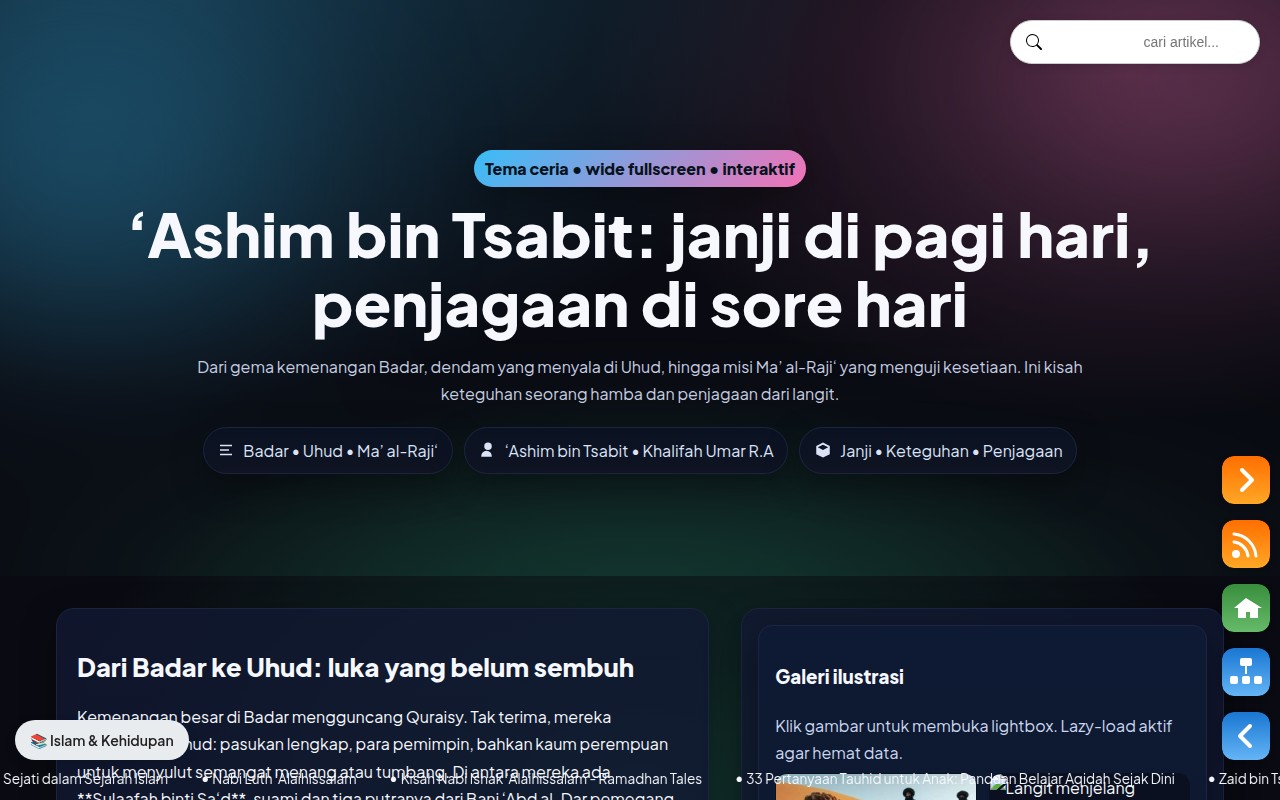 cari artikel...
Tema ceria • wide fullscreen • interaktif
‘Ashim bin Tsabit: janji di pagi hari,
penjagaan di sore hari
Dari gema kemenangan Badar, dendam yang menyala di Uhud, hingga misi Ma’ al-Raji‘ yang menguji kesetiaan. Ini kisah
keteguhan seorang hamba dan penjagaan dari langit.
Badar • Uhud • Ma’ al-Raji‘
‘Ashim bin Tsabit • Khalifah Umar R.A
Janji • Keteguhan • Penjagaan
Dari Badar ke Uhud: luka yang belum sembuh
Kemenangan besar di Badar mengguncang Quraisy. Tak terima, mereka
pasukan lengkap, para pemimpin, bahkan kaum perempuan
untuk menyulut semangat menang atau tumbang. Di antara mereka ada
**Sulaafah binti Sa‘d**, suami dan tiga putranya dari Bani ‘Abd al-Dar pemegang
Galeri ilustrasi
Klik gambar untuk membuka lightbox. Lazy-load aktif
agar hemat data.
Langit menjelang
📚 Islam & Kehidupan
Sejati dalam Sejarah Islam • Nabi Luth ‘Alaihissalam • Kisah Nabi Ishak ‘Alaihissalam - Ramadhan Tales • 33 Pertanyaan Tauhid untuk Anak: Panduan Belajar Aqidah Sejak Dini • Zaid bin